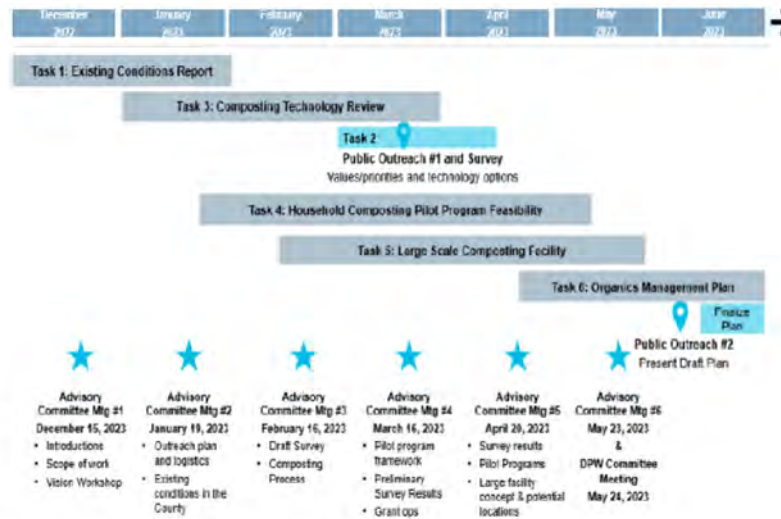 December January February March April May June
2022 2023 2023 2023 2023 2023 2023
Task 1: Existing Conditions Report
Task 3: Composting Technology Review
Task 2
Public Outreach #1 and Survey
Values/priorities and technology options
Task 4: Household Composting Pilot Program Feasibility
Task 5: Large Scale Composting Facility
Task 6: Organics Management Plan
Finalize
Plan
Public Outreach #2
Present Draft Plan
Advisory
Committee Mtg #1
December 15, 2023
• Introductions
• Scope of work
• Vision Workshop
Advisory
Committee Mtg #2
January 19, 2023
• Outreach plan
and logistics
• Existing
conditions in the
County
Advisory
Committee Mtg #3
February 16, 2023
• Draft Survey
• Composting
Process
Advisory
Committee Mtg #4
March 16, 2023
• Pilot program
framework
• Preliminary
Survey Results
• Grant ops
Advisory
Committee Mtg #5
April 20, 2023
• Survey results
• Pilot Programs
• Large facility
concept & potential
locations
Advisory
Committee Mtg #6
May 23, 2023
&
DPW Committee
Meeting
May 24, 2023